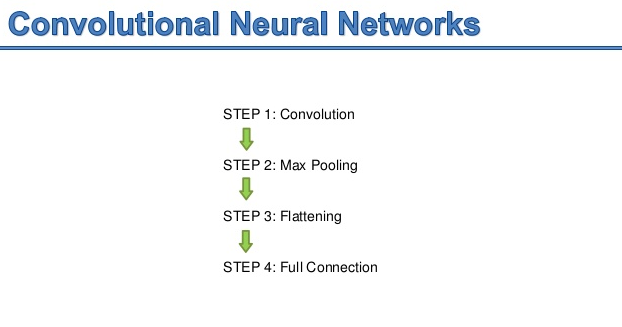 Convolutional Neural Networks
STEP 1: Convolution
STEP 2: Max Pooling
STEP 3: Flattening
STEP 4: Full Connection